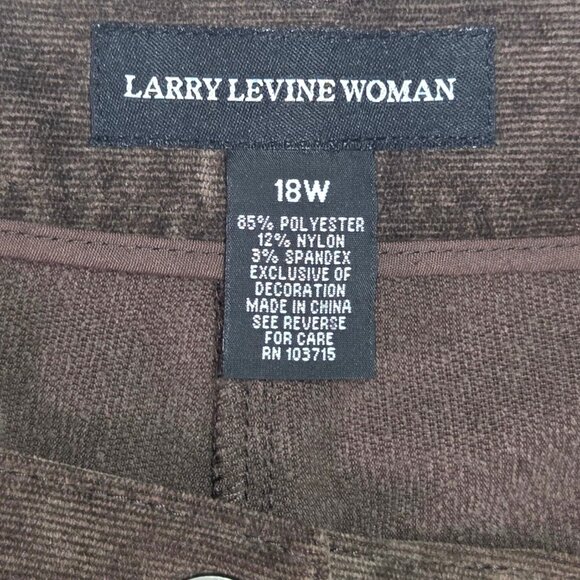 LARRY LEVINE WOMAN
18W
85% POLYESTER
12% NYLON
3% SPANDEX
EXCLUSIVE OF
DECORATION
MADE IN CHINA
SEE REVERSE
FOR CARE
RN 103715